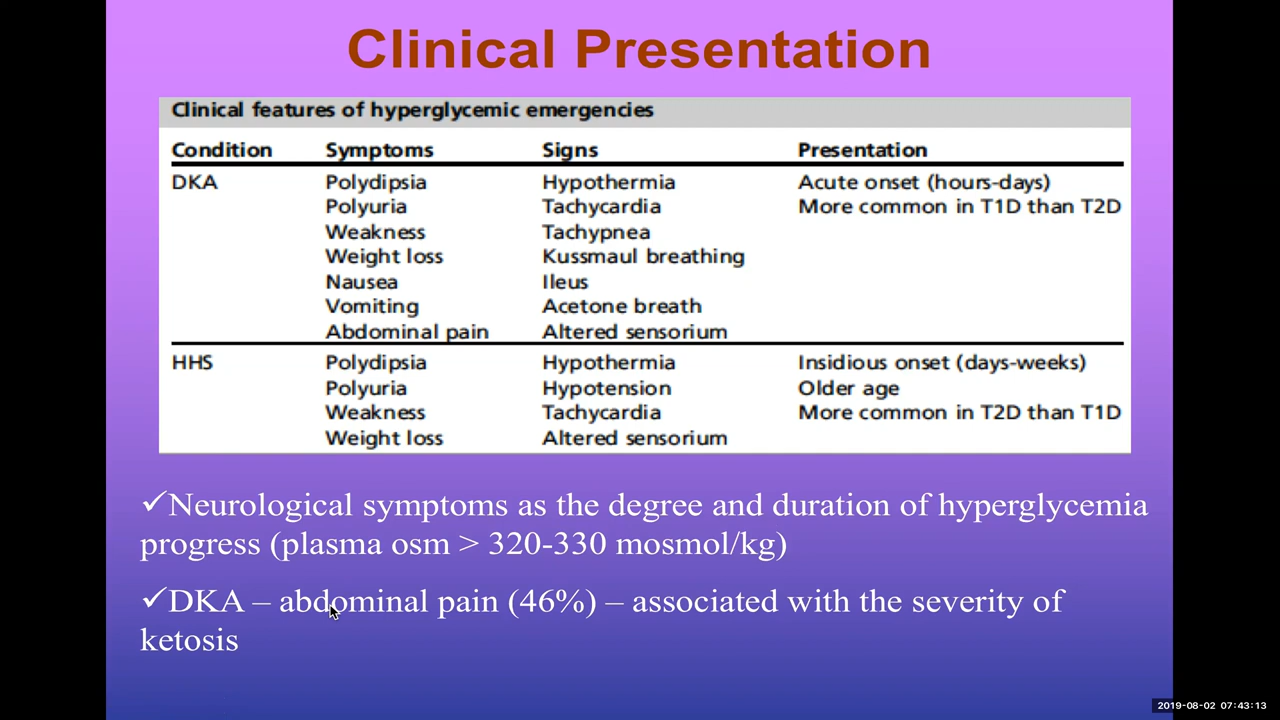 Clinical Presentation
Clinical features of hyperglycemic emergencies
Condition Symptoms Signs Presentation
DKA Polydipsia Hypothermia Acute onset (hours-days)
Polyuria Tachycardia More common in T1D than T2D
Weakness Tachypnea
Weight loss Kussmaul breathing
Nausea Ileus
Vomiting Acetone breath
Abdominal pain Altered sensorium
HHS Polydipsia Hypothermia Insidious onset (days-weeks)
Polyuria Hypotension Older age
Weakness Tachycardia More common in T2D than T1D
Weight loss Altered sensorium
✓Neurological symptoms as the degree and duration of hyperglycemia
progress (plasma osm > 320-330 mosmol/kg)
✓DKA – abdominal pain (46%) – associated with the severity of
ketosis
2019-08-02 07:43:13